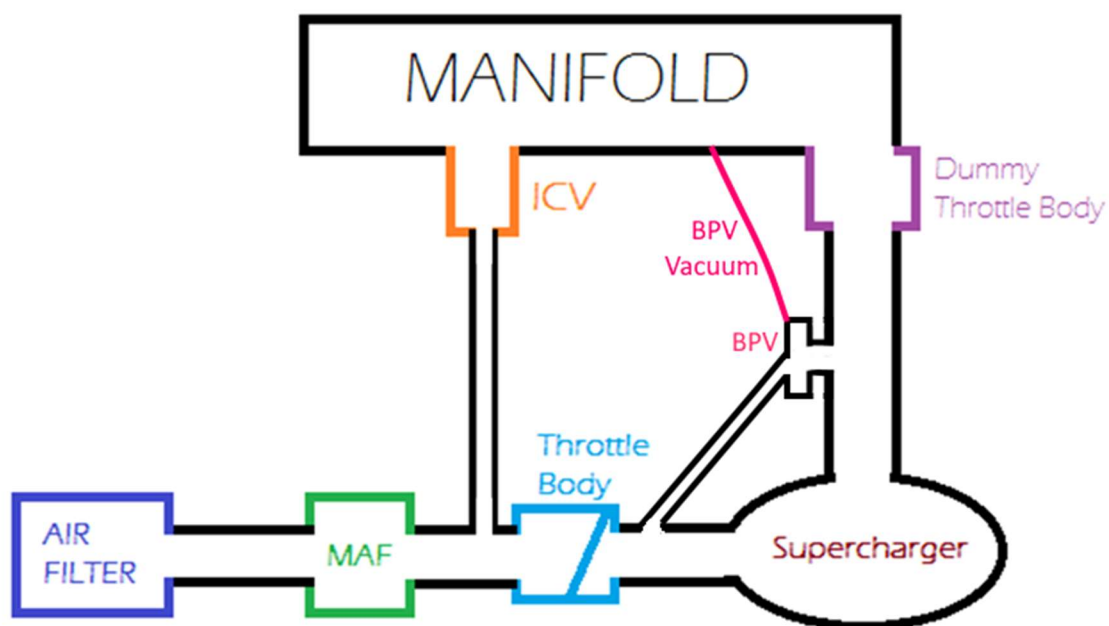 MANIFOLD
ICV
Dummy
Throttle Body
BPV
Vacuum
BPV
Throttle
Body
AIR
FILTER
MAF
Supercharger